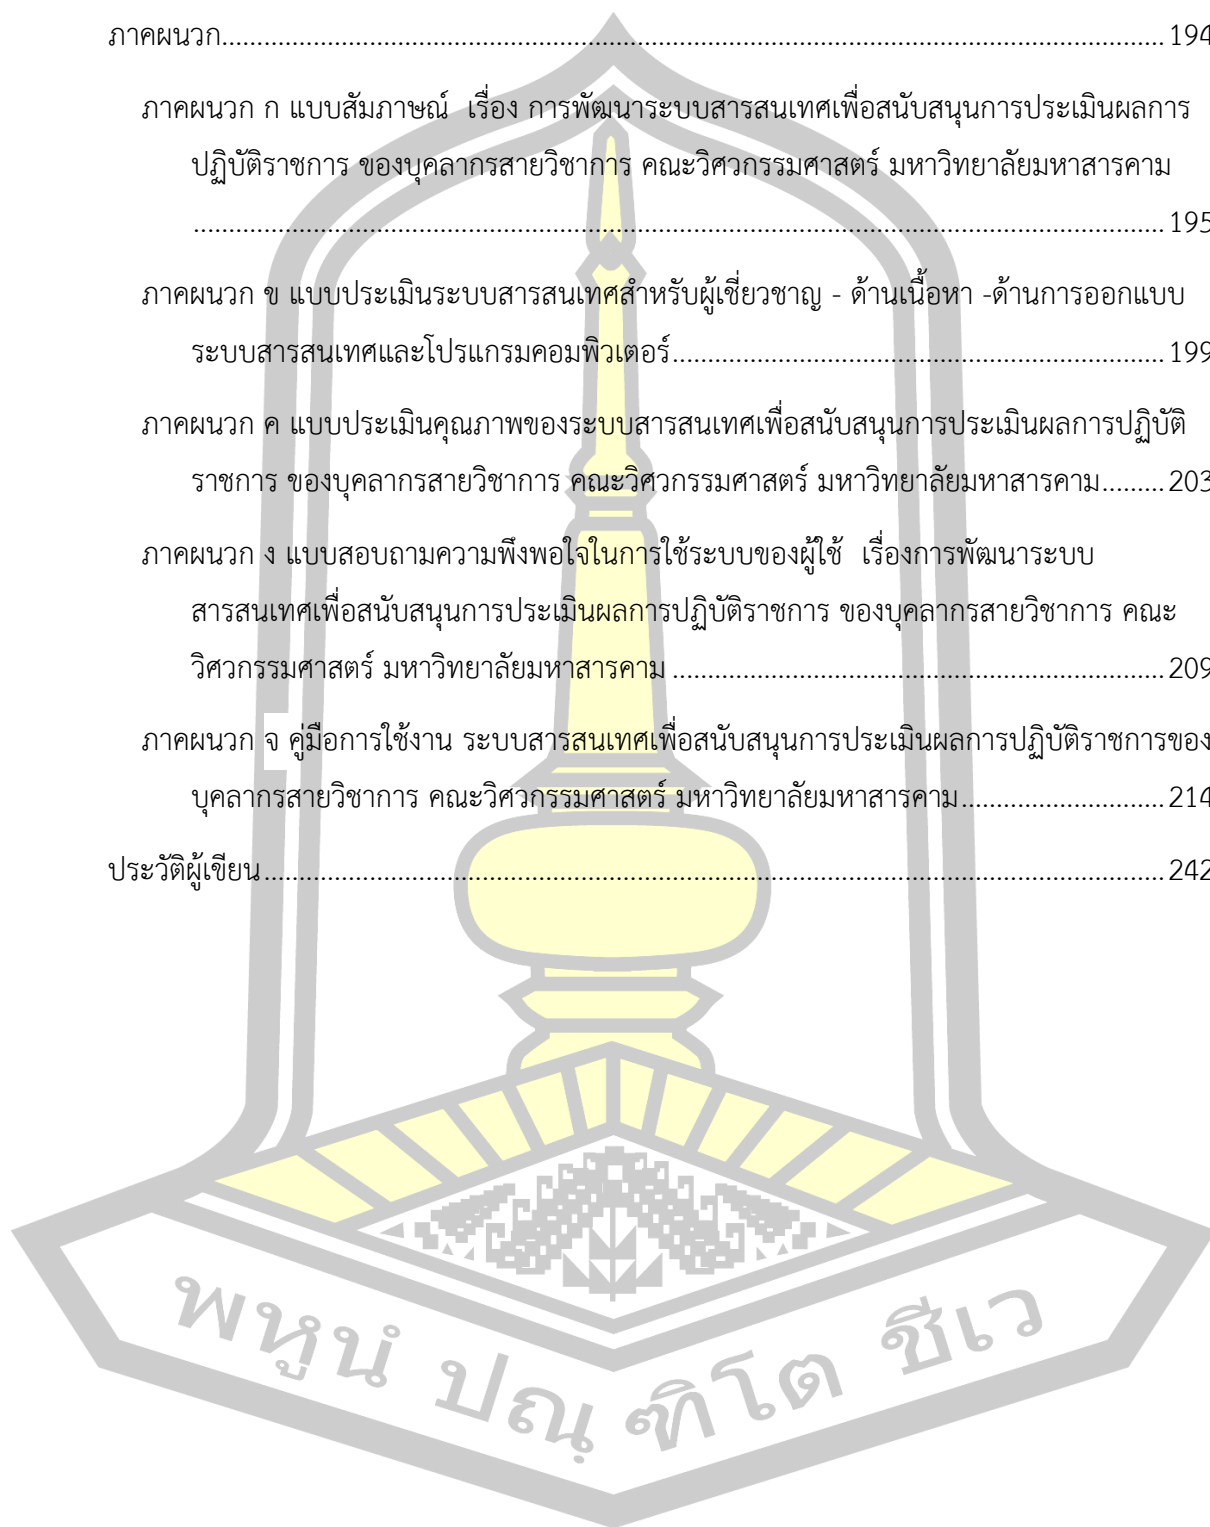 ภาคผนวก.................................................................................................................................... 194
ภาคผนวก ก แบบสัมภาษณ์  เรื่อง การพัฒนาระบบสารสนเทศเพื่อสนับสนุนการประเมินผลการ
ปฏิบัติราชการ ของบุคลากรสายวิชาการ คณะวิศวกรรมศาสตร์ มหาวิทยาลัยมหาสารคาม
........................................................................................................................................ 195
ภาคผนวก ข แบบประเมินระบบสารสนเทศสำหรับผู้เชี่ยวชาญ - ด้านเนื้อหา -ด้านการออกแบบ
ระบบสารสนเทศและโปรแกรมคอมพิวเตอร์..................................................................... 199
ภาคผนวก ค แบบประเมินคุณภาพของระบบสารสนเทศเพื่อสนับสนุนการประเมินผลการปฏิบัติ
ราชการ ของบุคลากรสายวิชาการ คณะวิศวกรรมศาสตร์ มหาวิทยาลัยมหาสารคาม......... 203
ภาคผนวก ง แบบสอบถามความพึงพอใจในการใช้ระบบของผู้ใช้  เรื่องการพัฒนาระบบ
สารสนเทศเพื่อสนับสนุนการประเมินผลการปฏิบัติราชการ ของบุคลากรสายวิชาการ คณะ
วิศวกรรมศาสตร์ มหาวิทยาลัยมหาสารคาม ..................................................................... 209
ภาคผนวก จ คู่มือการใช้งาน ระบบสารสนเทศเพื่อสนับสนุนการประเมินผลการปฏิบัติราชการของ
บุคลากรสายวิชาการ คณะวิศวกรรมศาสตร์ มหาวิทยาลัยมหาสารคาม............................. 214
ประวัติผู้เขียน.............................................................................................................................. 242
พหูนํ ปณฺฑิโต ชีเว